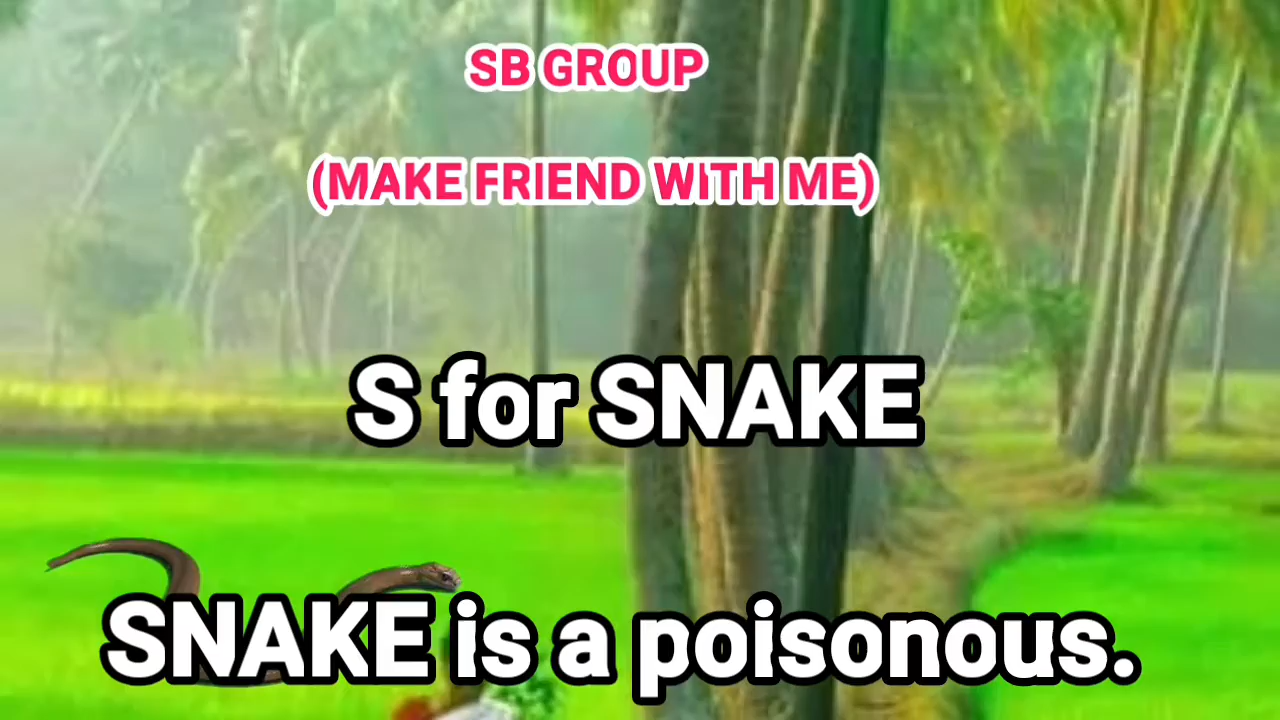 SB GROUP
(MAKE FRIEND WITH ME)
S for SNAKE
SNAKE is a poisonous.